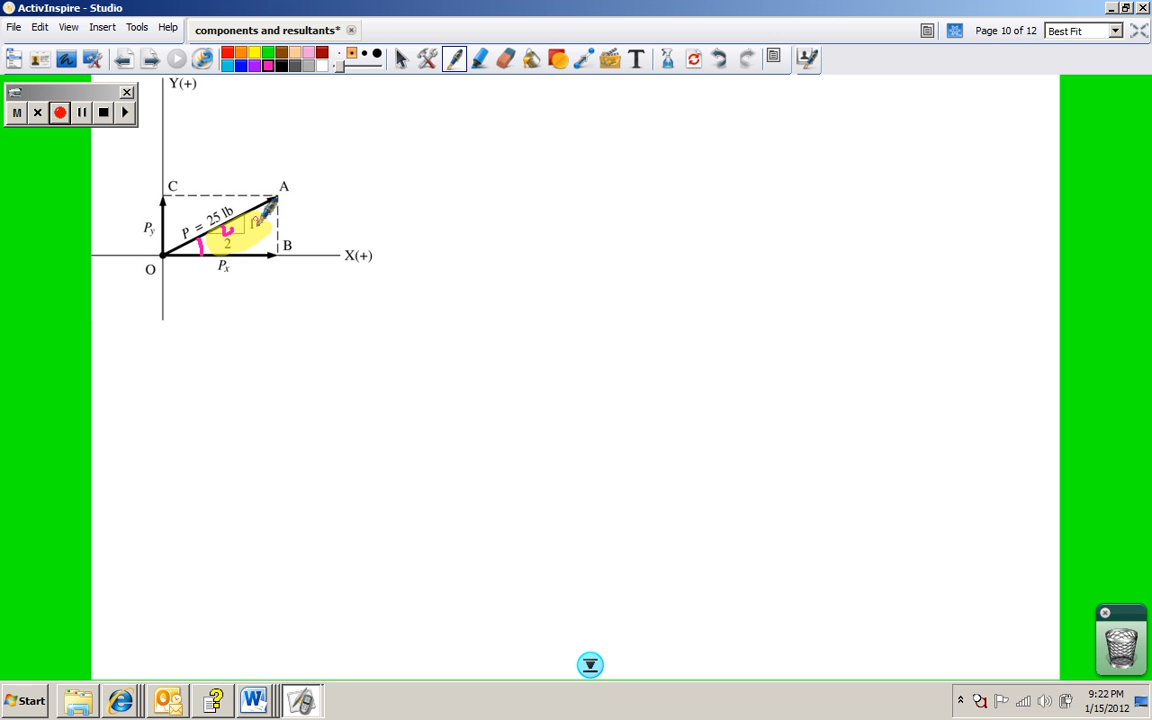 ActivInspire - Studio
File Edit View Insert Tools Help
components and resultants*
Page 10 of 12
Best Fit
M
Y(+)
C
A
P = 25 lb
Py
2
B
X(+)
O
Px
Start
9:22 PM
1/15/2012